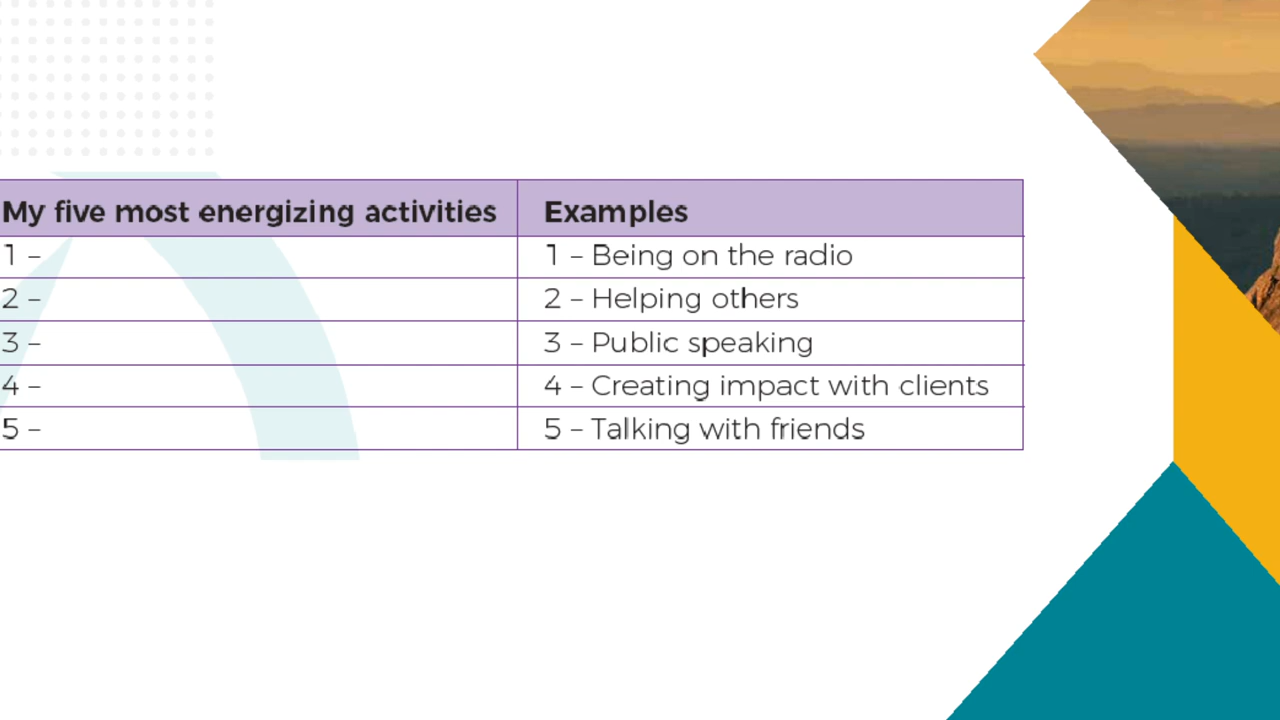 My five most energizing activities
Examples
1 –
1 – Being on the radio
2 –
2 – Helping others
3 –
3 – Public speaking
4 –
4 – Creating impact with clients
5 –
5 – Talking with friends